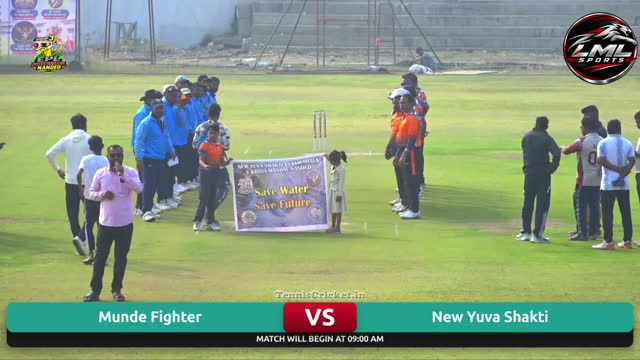 NANDED
LML
SPORTS
Save Water
Save Future
TennisCricket.in
Munde Fighter
VS
New Yuva Shakti
MATCH WILL BEGIN AT 09:00 AM